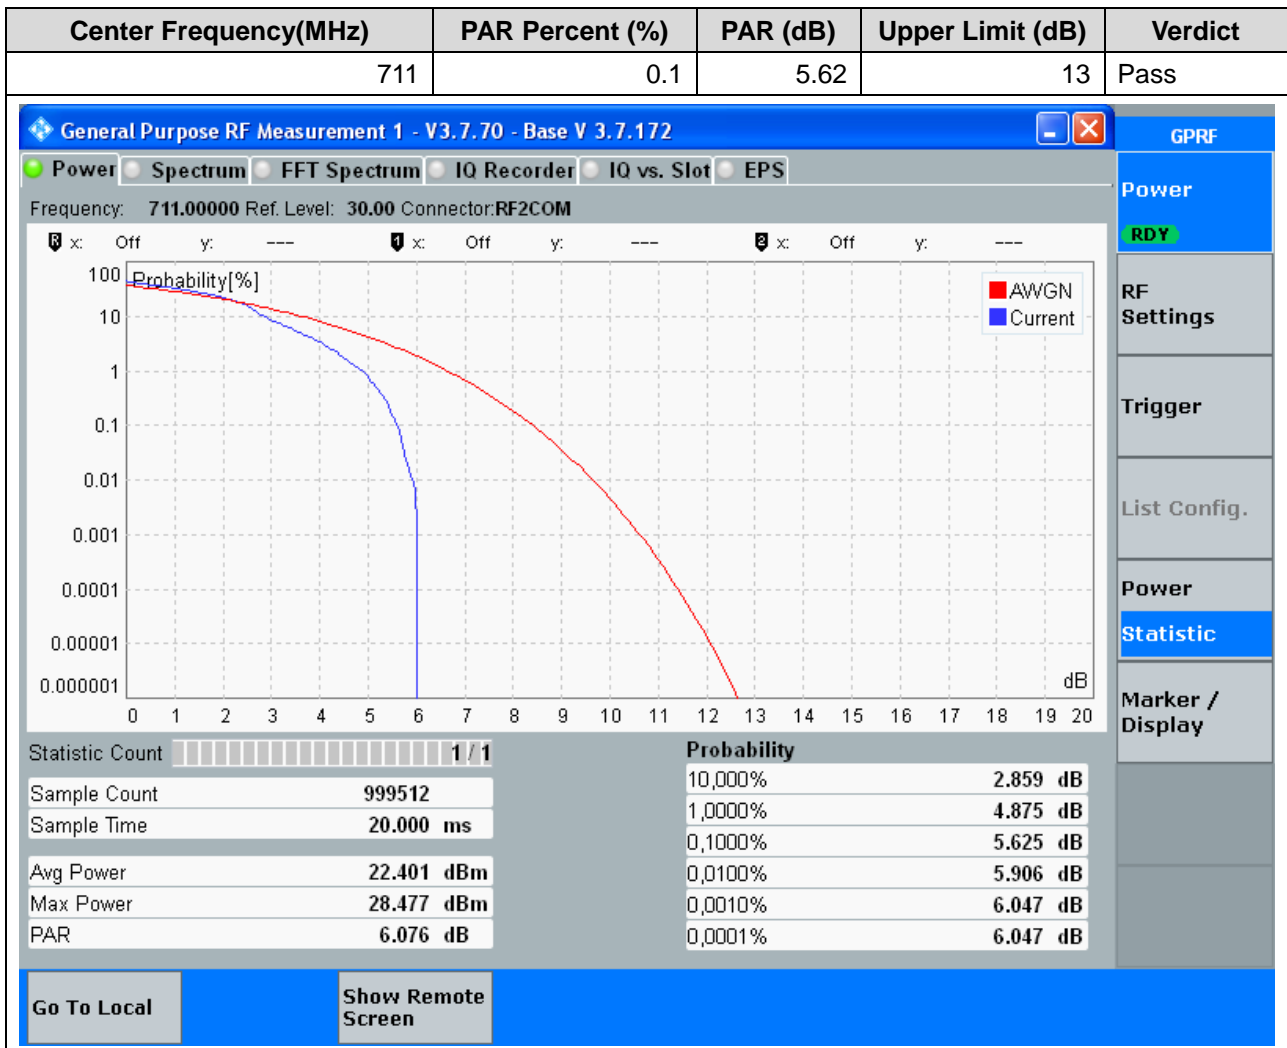 Center Frequency(MHz) PAR Percent (%) PAR (dB) Upper Limit (dB) Verdict
711 0.1 5.62 13 Pass
General Purpose RF Measurement 1 - V3.7.70 - Base V 3.7.172
GPRF
Power Spectrum FFT Spectrum IQ Recorder IQ vs. Slot EPS
Power
RDY
Frequency: 711.00000 Ref. Level: 30.00 Connector:RF2COM
R x: Off y: --- 1 x: Off y: --- 2 x: Off y: ---
100 Probability[%]
AWGN
Current
10
1
0.1
0.01
0.001
0.0001
0.00001
0.000001
dB
0 1 2 3 4 5 6 7 8 9 10 11 12 13 14 15 16 17 18 19 20
RF
Settings
Trigger
List Config.
Power
Statistic
Marker /
Display
Statistic Count 1 / 1
Sample Count 999512
Sample Time 20.000 ms
Avg Power 22.401 dBm
Max Power 28.477 dBm
PAR 6.076 dB
Probability
10,000% 2.859 dB
1,0000% 4.875 dB
0,1000% 5.625 dB
0,0100% 5.906 dB
0,0010% 6.047 dB
0,0001% 6.047 dB
Go To Local
Show Remote
Screen